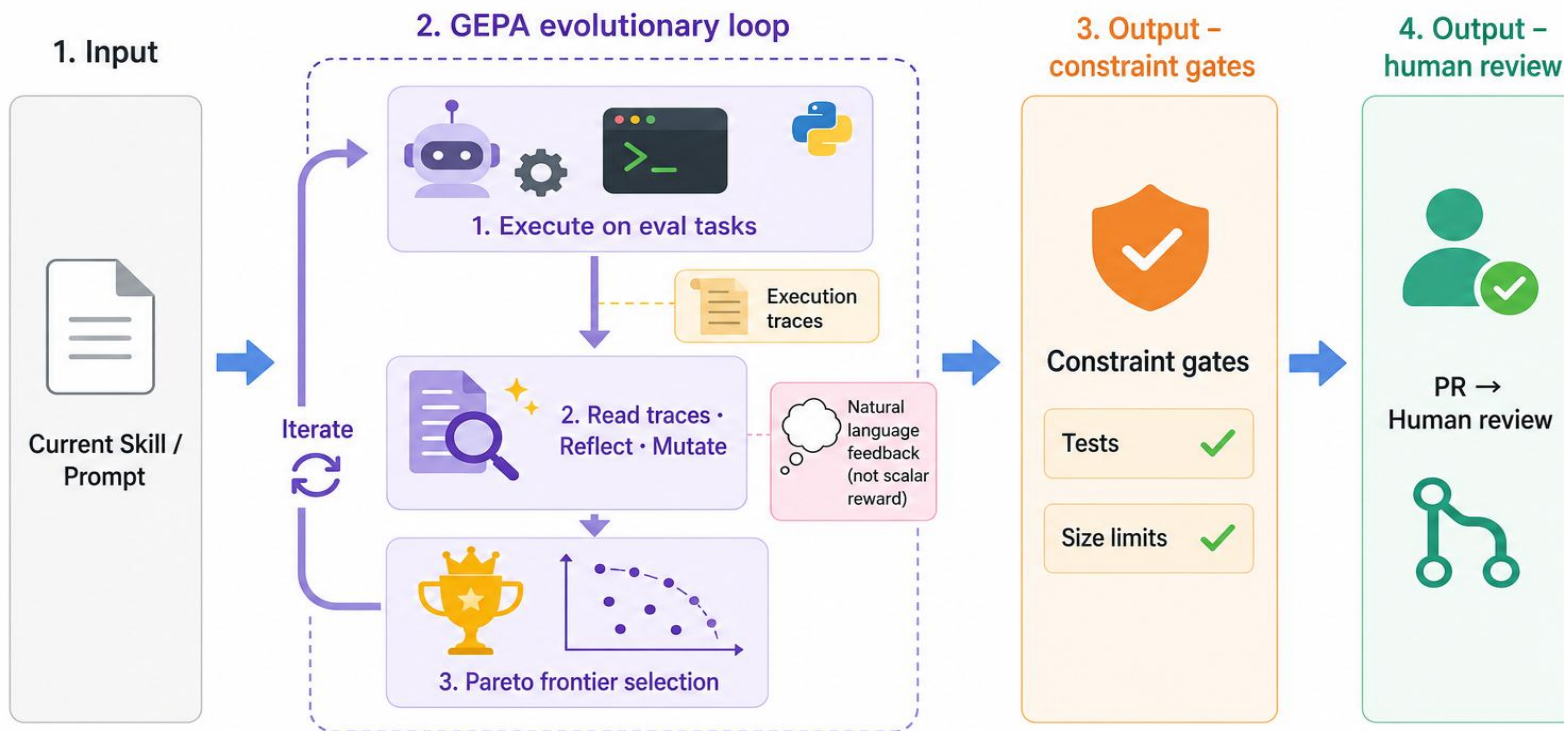 1. Input
Current Skill /
Prompt
2. GEPA evolutionary loop
1. Execute on eval tasks
Execution
traces
2. Read traces ·
Reflect · Mutate
Natural
language
feedback
(not scalar
reward)
Iterate
3. Pareto frontier selection
3. Output –
constraint gates
Constraint gates
Tests
Size limits
4. Output –
human review
PR →
Human review